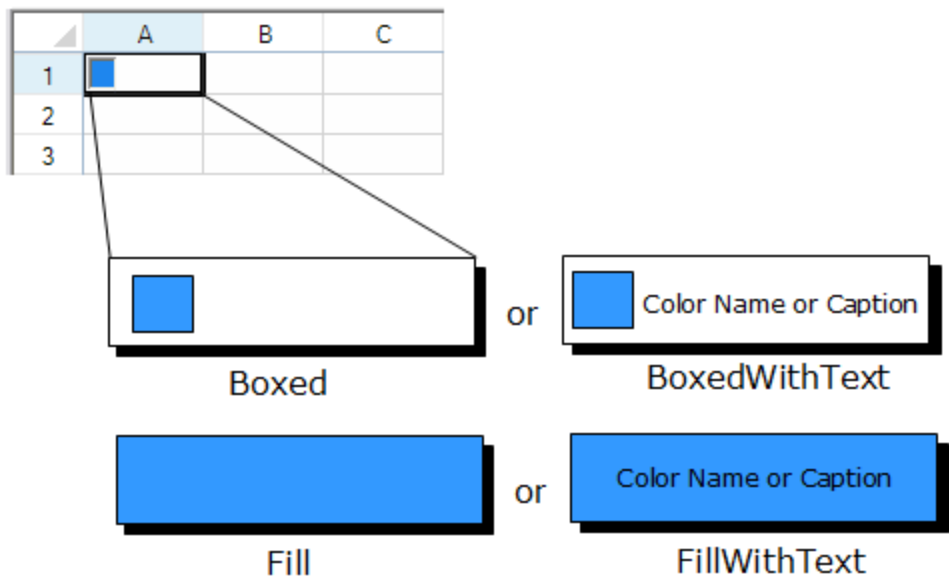 A B C
1
2
3
or
Color Name or Caption
Boxed
BoxedWithText
or
Color Name or Caption
Fill
FillWithText